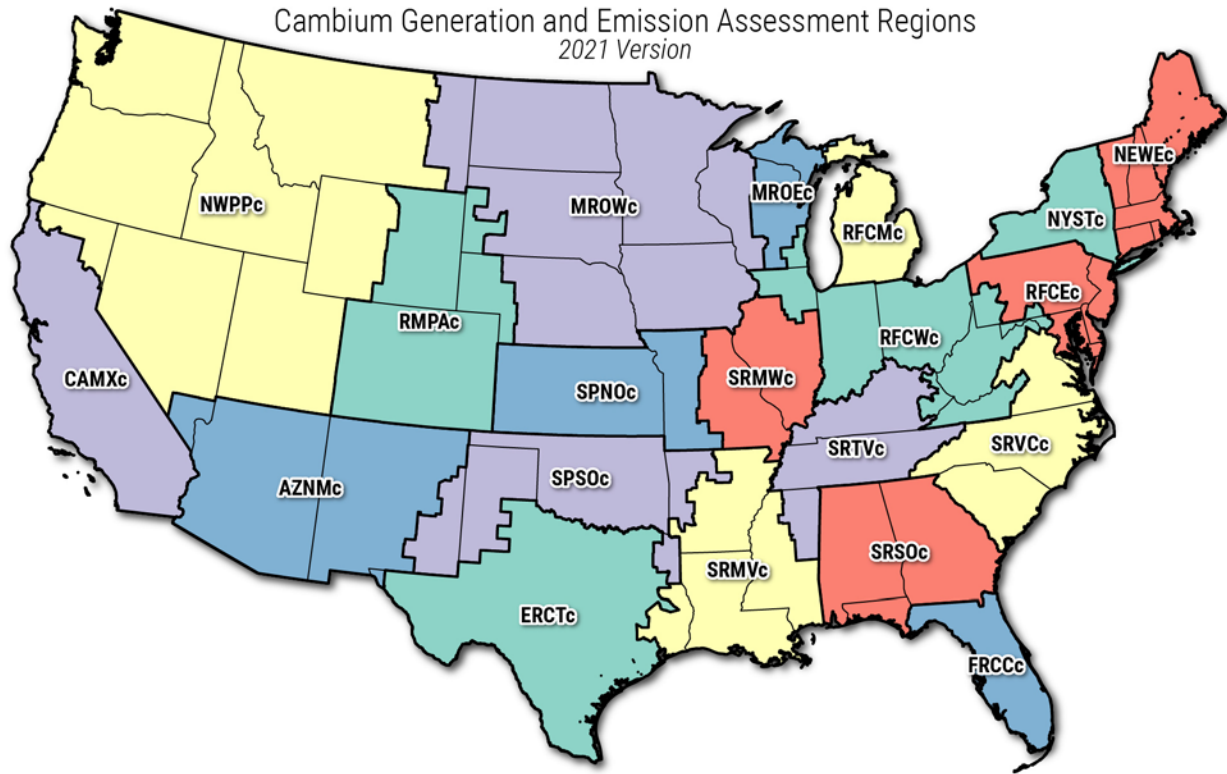 Cambium Generation and Emission Assessment Regions
2021 Version
NEWEc
MROEc
NWPPc
MROWc
NYSTc
RFCMc
RFCEc
RMPAc
RFCWc
CAMXc
SRMWc
SPNOc
SRVCc
SRTVc
SPSOc
AZNMc
SRSOc
SRMVc
ERCTc
FRCCc